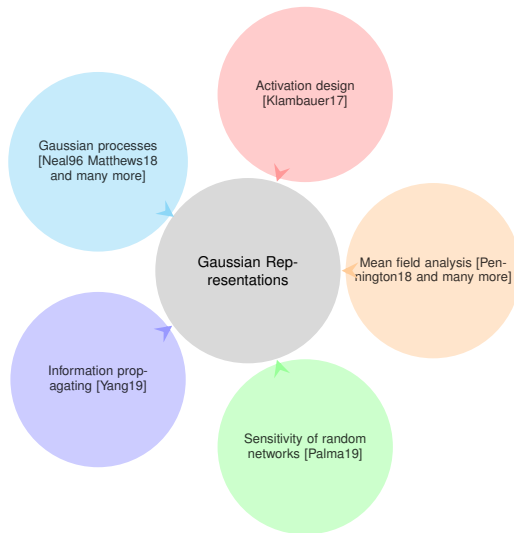 Activation design
[Klambauer17]
Gaussian processes
[Neal96 Matthews18
and many more]
Gaussian Rep-
resentations
Mean field analysis [Pen-
nington18 and many more]
Information prop-
agating [Yang19]
Sensitivity of random
networks [Palma19]